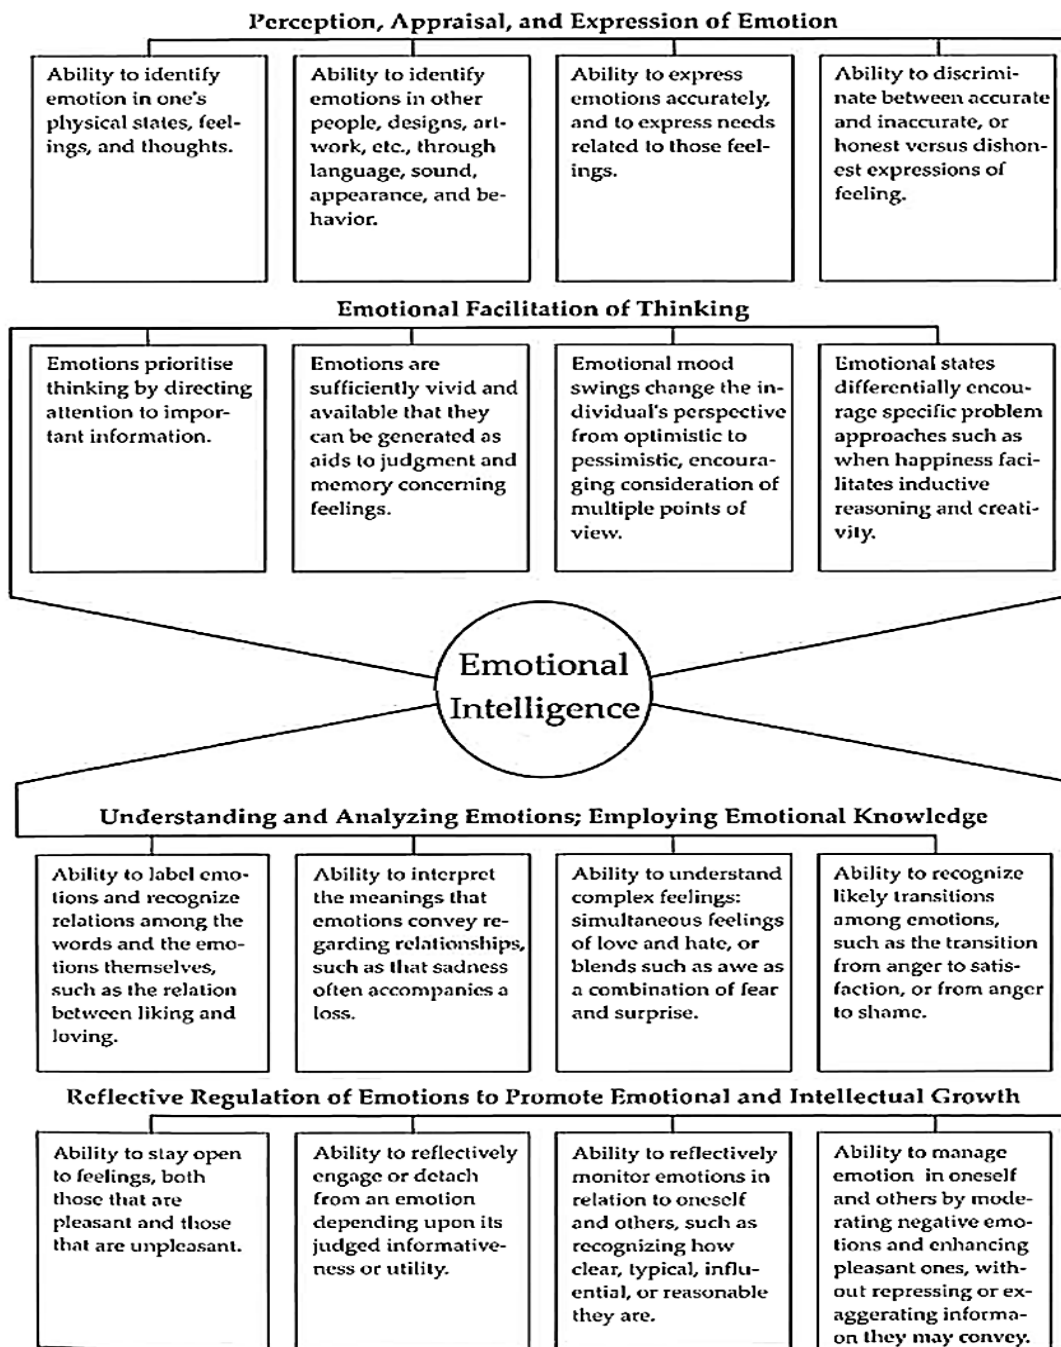 Perception, Appraisal, and Expression of Emotion
Ability to identify
emotion in one's
physical states, feel-
ings, and thoughts.
Ability to identify
emotions in other
people, designs, art-
work, etc., through
language, sound,
appearance, and be-
havior.
Ability to express
emotions accurately,
and to express needs
related to those feel-
ings.
Ability to discrimi-
nate between accurate
and inaccurate, or
honest versus dishon-
est expressions of
feeling.
Emotional Facilitation of Thinking
Emotions prioritise
thinking by directing
attention to impor-
tant information.
Emotions are
sufficiently vivid and
available that they
can be generated as
aids to judgment and
memory concerning
feelings.
Emotional mood
swings change the in-
dividual's perspective
from optimistic to
pessimistic, encoura-
ging consideration of
multiple points of
view.
Emotional states
differentially encou-
rage specific problem
approaches such as
when happiness faci-
litates inductive
reasoning and creati-
vity.
Emotional
Intelligence
Understanding and Analyzing Emotions; Employing Emotional Knowledge
Ability to label emo-
tions and recognize
relations among the
words and the emo-
tions themselves,
such as the relation
between liking and
loving.
Ability to interpret
the meanings that
emotions convey re-
garding relationships,
such as that sadness
often accompanies a
loss.
Ability to understand
complex feelings:
simultaneous feelings
of love and hate, or
blends such as awe as
a combination of fear
and surprise.
Ability to recognize
likely transitions
among emotions,
such as the transition
from anger to satis-
faction, or from anger
to shame.
Reflective Regulation of Emotions to Promote Emotional and Intellectual Growth
Ability to stay open
to feelings, both
those that are
pleasant and those
that are unpleasant.
Ability to reflectively
engage or detach
from an emotion
depending upon its
judged informative-
ness or utility.
Ability to reflectively
monitor emotions in
relation to oneself
and others, such as
recognizing how
clear, typical, influ-
ential, or reasonable
they are.
Ability to manage
emotion in oneself
and others by mode-
rating negative emo-
tions and enhancing
pleasant ones, with-
out repressing or ex-
aggerating informa-
on they may convey.